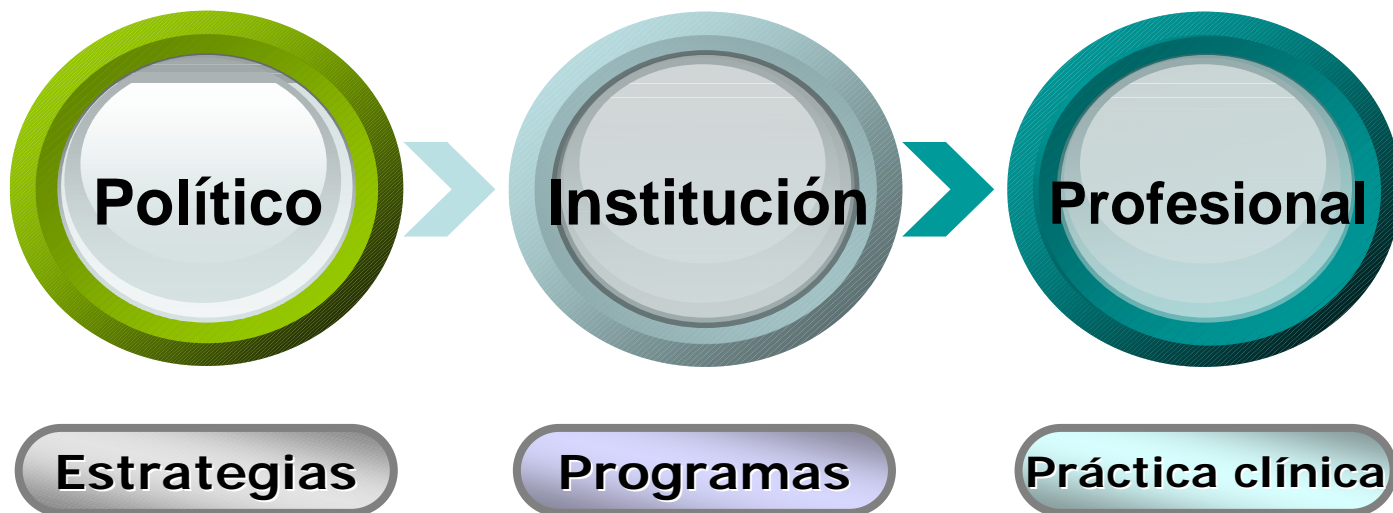 Político
Institución
Profesional
Estrategias
Programas
Práctica clínica